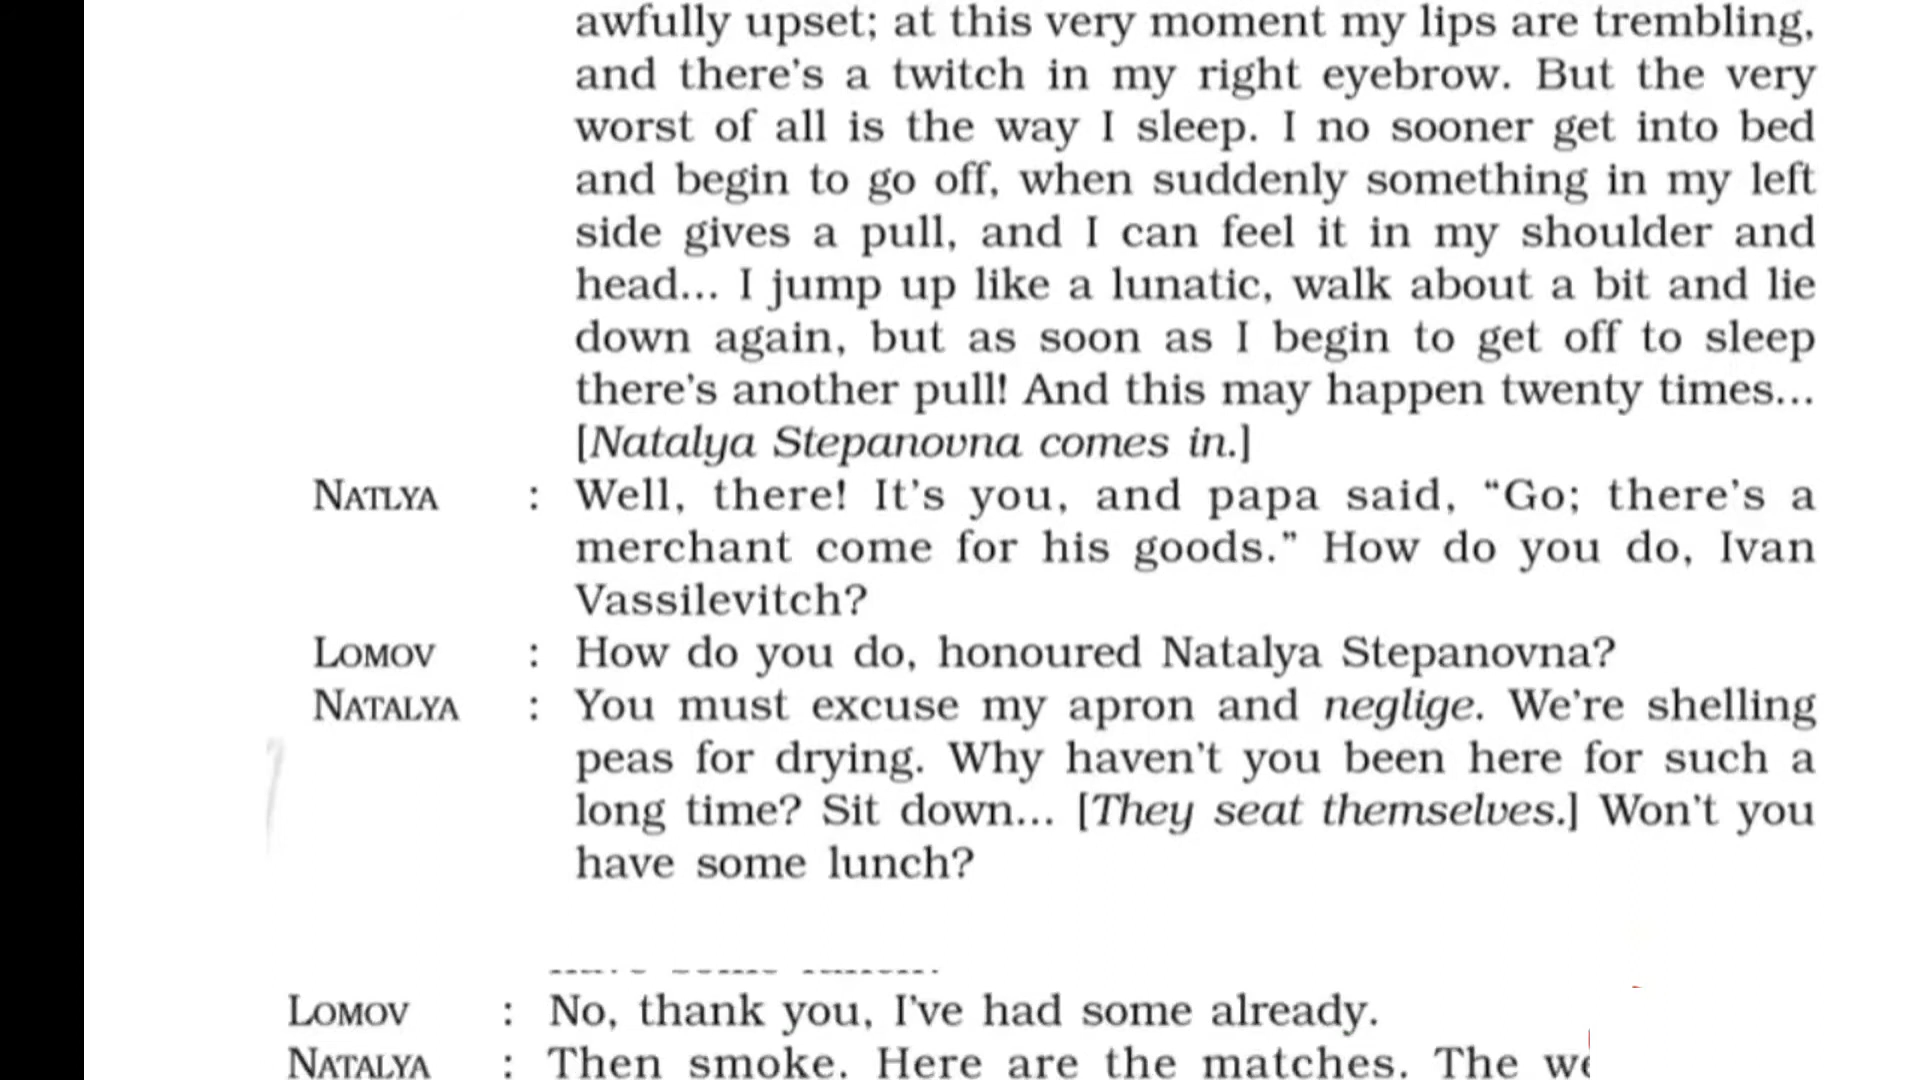 awfully upset; at this very moment my lips are trembling,
and there's a twitch in my right eyebrow. But the very
worst of all is the way I sleep. I no sooner get into bed
and begin to go off, when suddenly something in my left
side gives a pull, and I can feel it in my shoulder and
head... I jump up like a lunatic, walk about a bit and lie
down again, but as soon as I begin to get off to sleep
there's another pull! And this may happen twenty times...
[Natalya Stepanovna comes in.]
NATLYA : Well, there! It's you, and papa said, “Go; there's a
merchant come for his goods.” How do you do, Ivan
Vassilevitch?
LOMOV : How do you do, honoured Natalya Stepanovna?
NATALYA : You must excuse my apron and neglige. We're shelling
peas for drying. Why haven't you been here for such a
long time? Sit down... [They seat themselves.] Won't you
have some lunch?
LOMOV : No, thank you, I've had some already.
NATALYA : Then smoke. Here are the matches. The